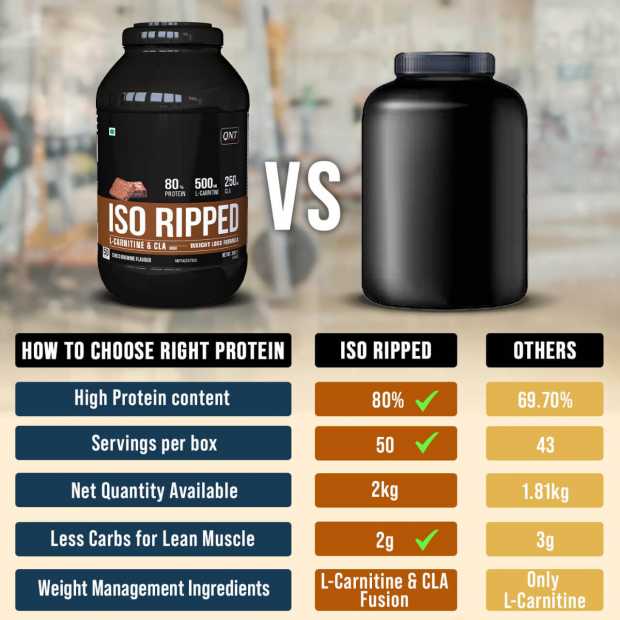 QNT
80% 500MG 250MG
PROTEIN L-CARNITINE CLA
ISO RIPPED
L-CARNITINE & CLA WEIGHT LOSS FORMULA
CHOCO BROWNIE FLAVOUR
VS
HOW TO CHOOSE RIGHT PROTEIN ISO RIPPED OTHERS
High Protein content 80% 69.70%
Servings per box 50 43
Net Quantity Available 2kg 1.81kg
Less Carbs for Lean Muscle 2g 3g
Weight Management Ingredients L-Carnitine & CLA Fusion Only L-Carnitine